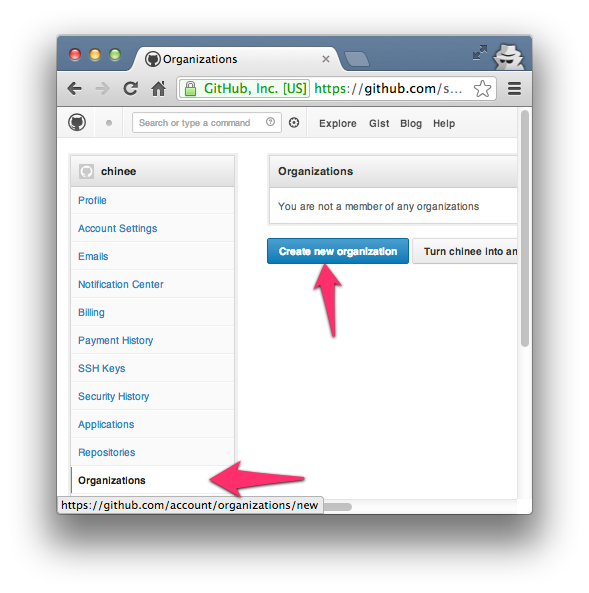 Organizations
GitHub, Inc. [US] https://github.com/s...
Search or type a command
Explore Gist Blog Help
chinee
Profile
Account Settings
Emails
Notification Center
Billing
Payment History
SSH Keys
Security History
Applications
Repositories
Organizations
Organizations
You are not a member of any organizations
Create new organization
Turn chinee into an
https://github.com/account/organizations/new